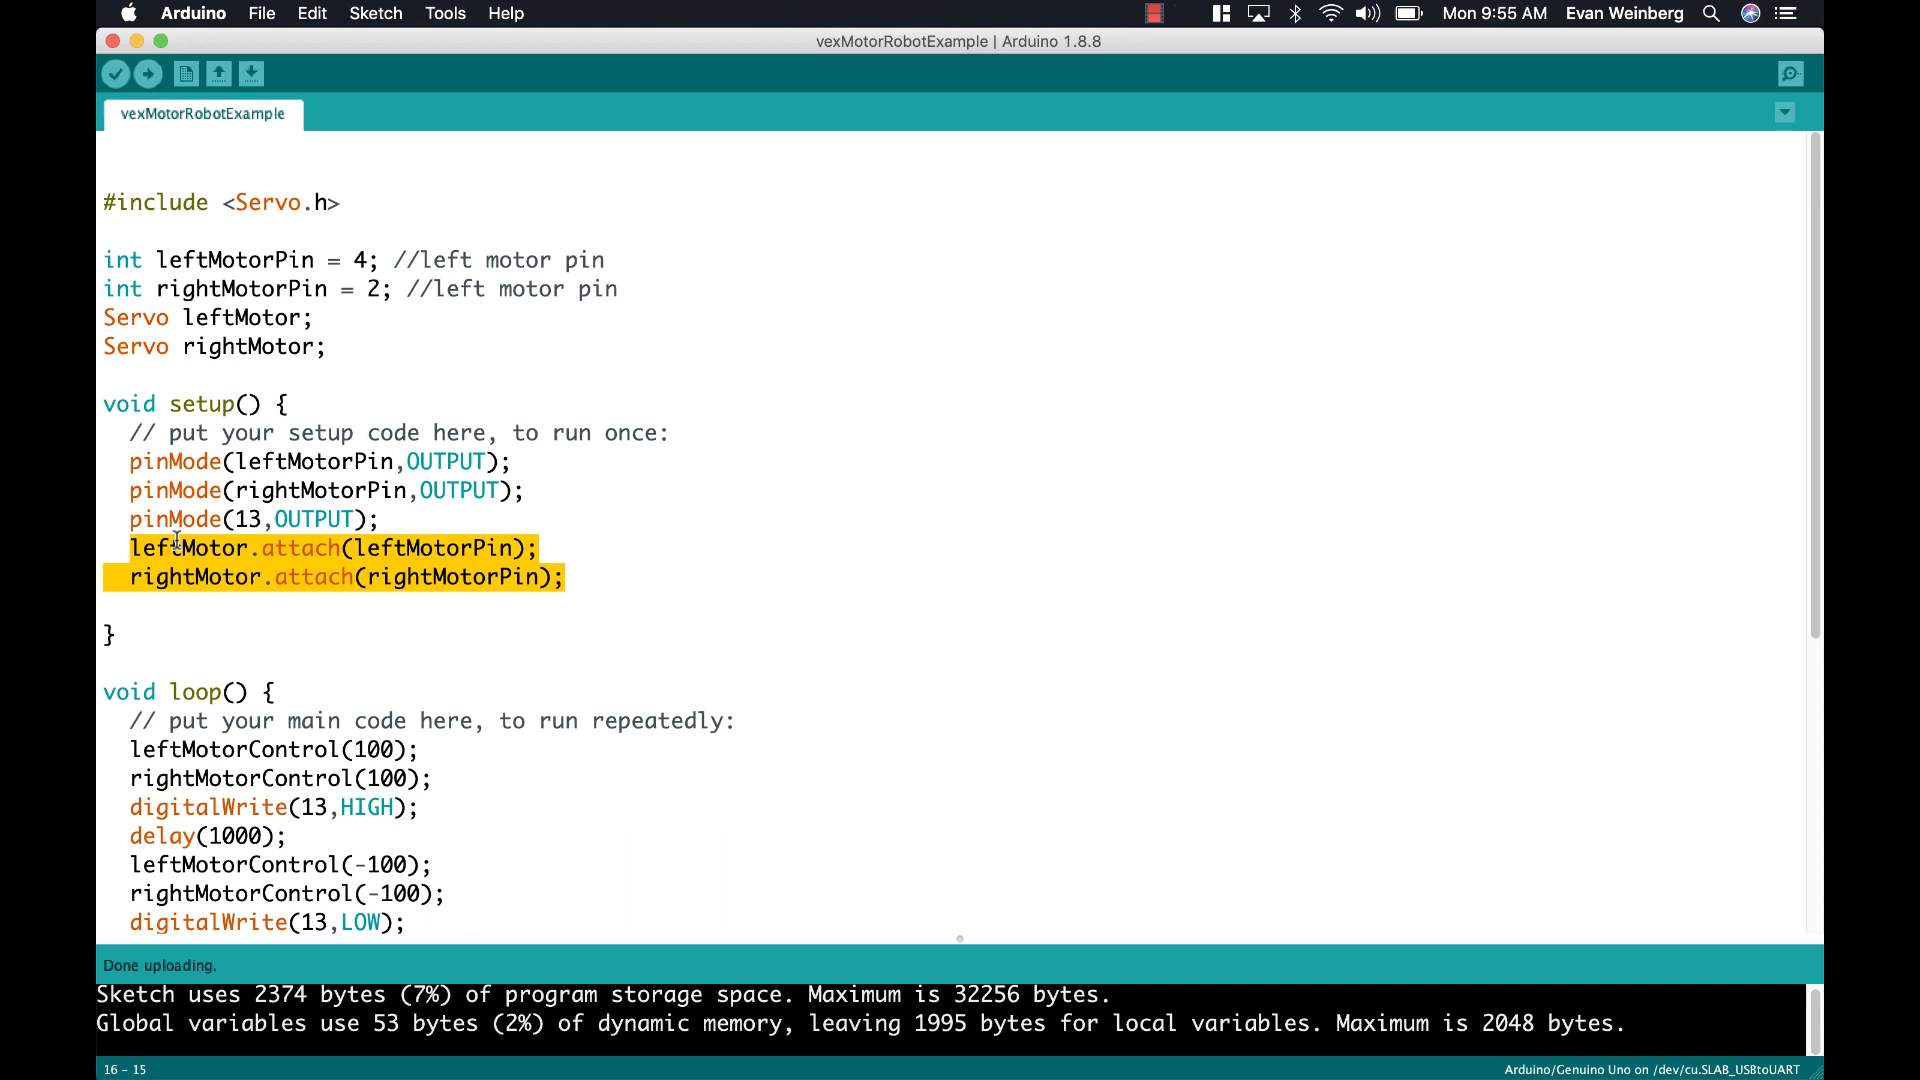 Arduino File Edit Sketch Tools Help Mon 9:55 AM Evan Weinberg
vexMotorRobotExample | Arduino 1.8.8
vexMotorRobotExample
#include <Servo.h>
int leftMotorPin = 4; //left motor pin
int rightMotorPin = 2; //left motor pin
Servo leftMotor;
Servo rightMotor;
void setup() {
// put your setup code here, to run once:
pinMode(leftMotorPin,OUTPUT);
pinMode(rightMotorPin,OUTPUT);
pinMode(13,OUTPUT);
leftMotor.attach(leftMotorPin);
rightMotor.attach(rightMotorPin);
}
void loop() {
// put your main code here, to run repeatedly:
leftMotorControl(100);
rightMotorControl(100);
digitalWrite(13,HIGH);
delay(1000);
leftMotorControl(-100);
rightMotorControl(-100);
digitalWrite(13,LOW);
Done uploading.
Sketch uses 2374 bytes (7%) of program storage space. Maximum is 32256 bytes.
Global variables use 53 bytes (2%) of dynamic memory, leaving 1995 bytes for local variables. Maximum is 2048 bytes.
16 - 15 Arduino/Genuino Uno on /dev/cu.SLAB_USBtoUART